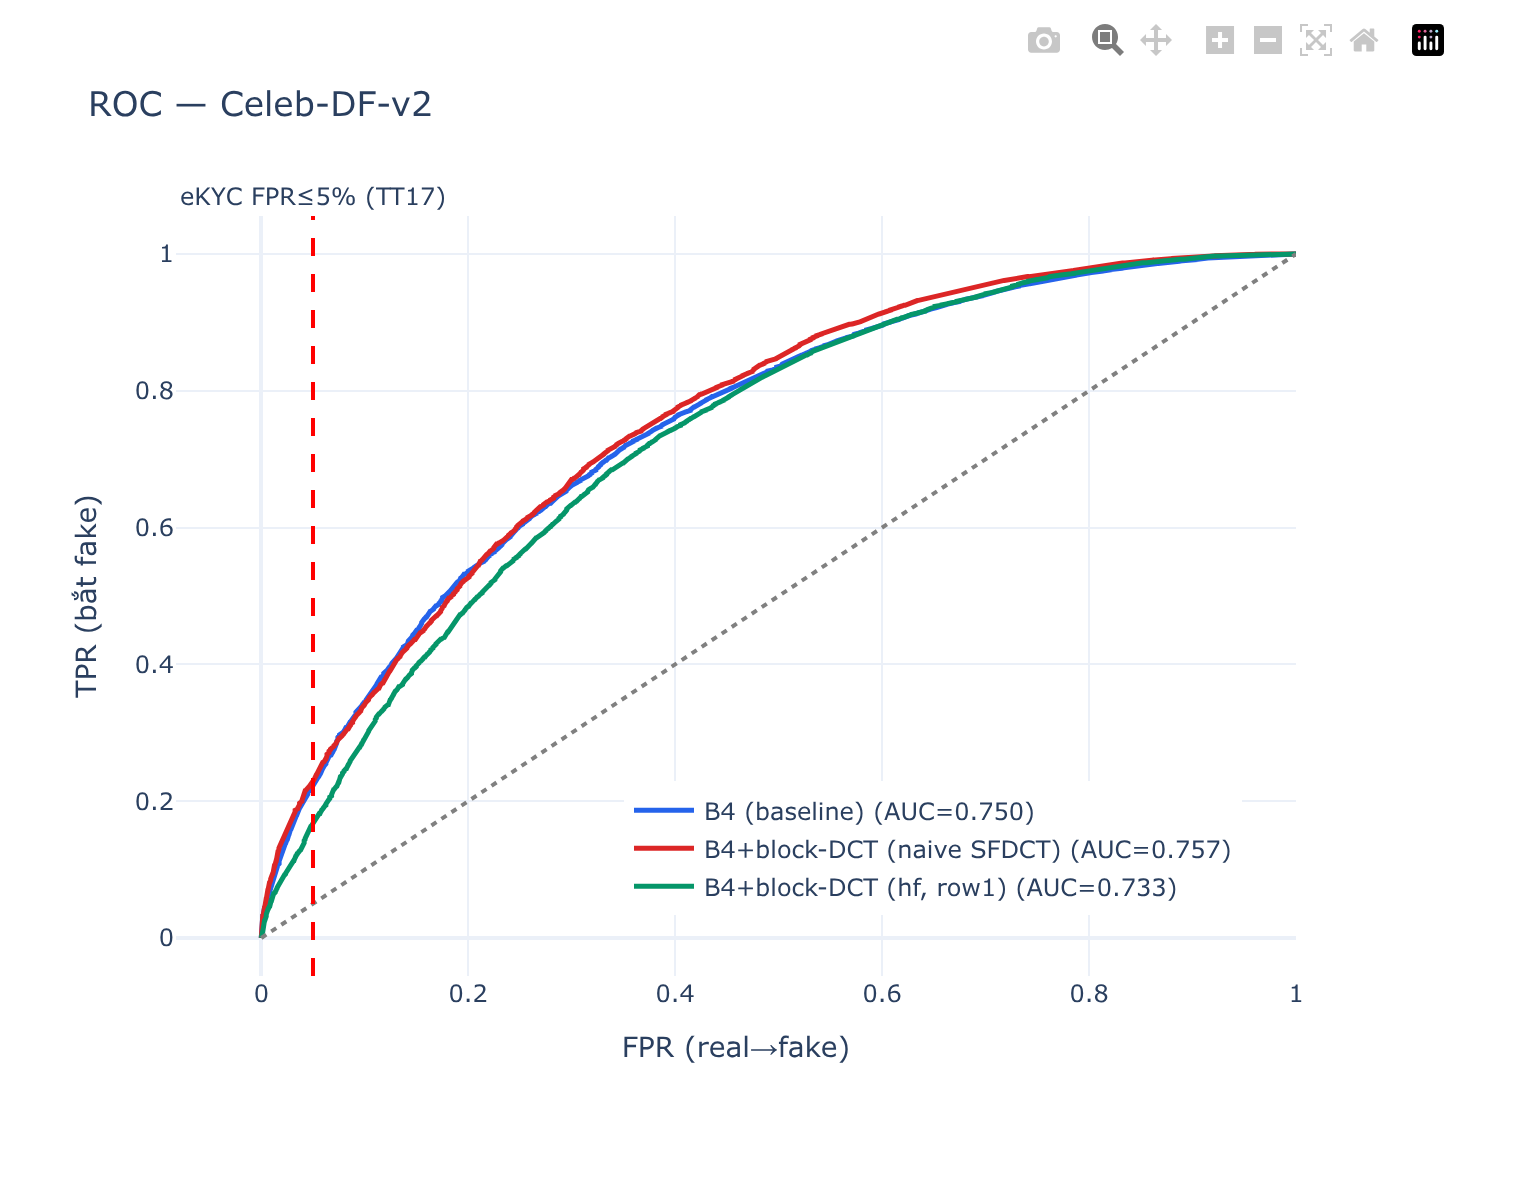 ROC — Celeb-DF-v2
eKYC FPR≤5% (TT17)
1
0.8
0.6
0.4
0.2
0
TPR (bắt fake)
B4 (baseline) (AUC=0.750)
B4+block-DCT (naive SFDCT) (AUC=0.757)
B4+block-DCT (hf, row1) (AUC=0.733)
0 0.2 0.4 0.6 0.8 1
FPR (real→fake)